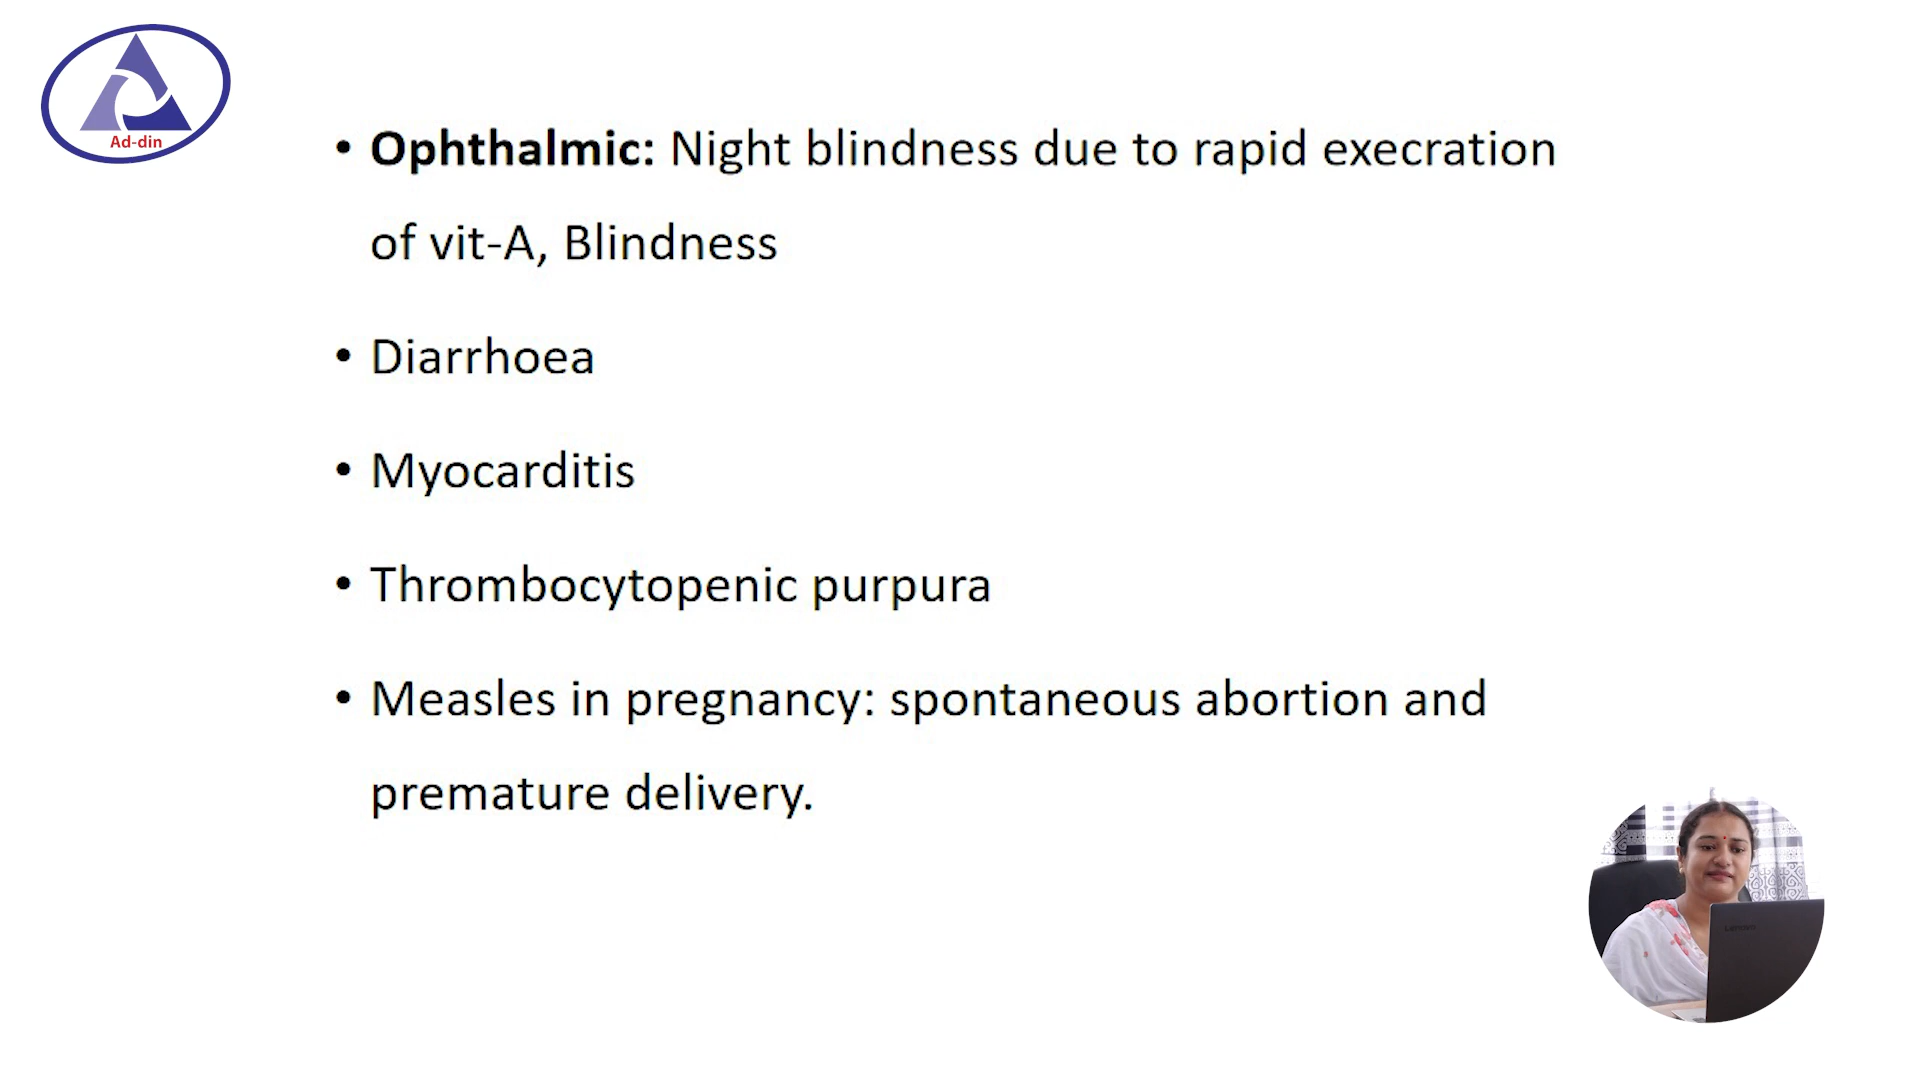 Ad-din
• Ophthalmic: Night blindness due to rapid execration
of vit-A, Blindness
• Diarrhoea
• Myocarditis
• Thrombocytopenic purpura
• Measles in pregnancy: spontaneous abortion and
premature delivery.
Lenovo